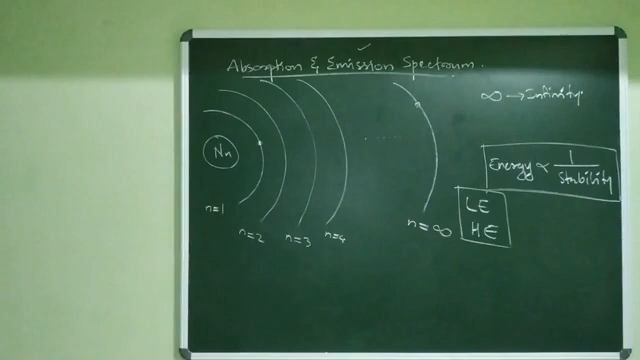 Absorption & Emission Spectrum.
∞ → Infinity.
Nu
Energy ∝ 1/Stability
LE
HE
n=1
n=2
n=3
n=4
n=∞